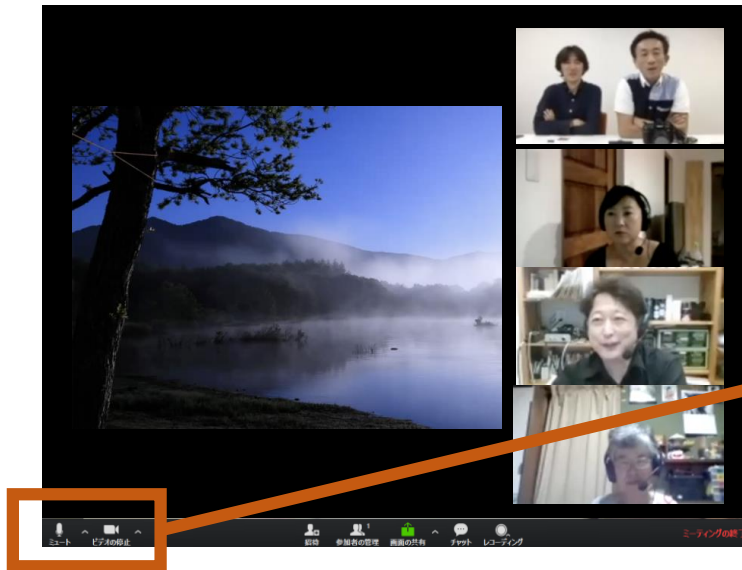 ミュート
ビデオの停止
招待
参加者の管理
1
画面の共有
チャット
レコーディング
ミーティングの終了